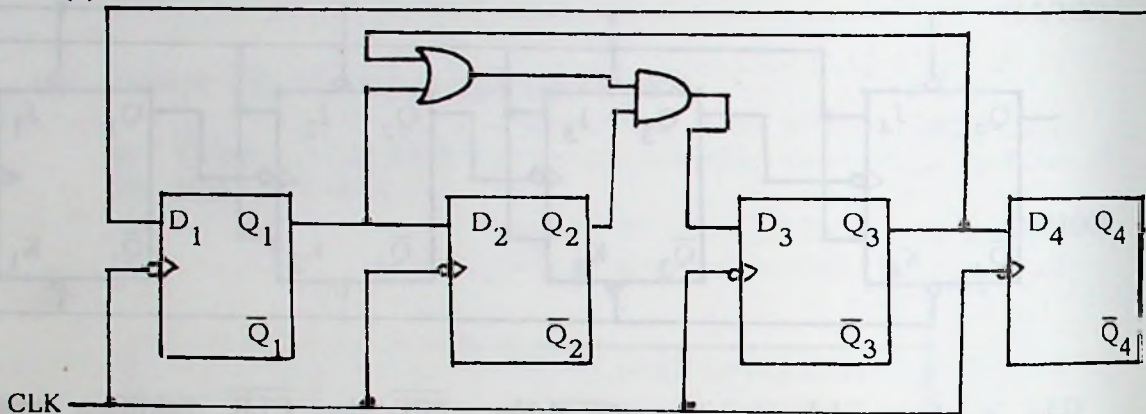 D₁ Q₁ D₂ Q₂ D₃ Q₃ D₄ Q₄
Q̅₁ Q̅₂ Q̅₃ Q̅₄
CLK